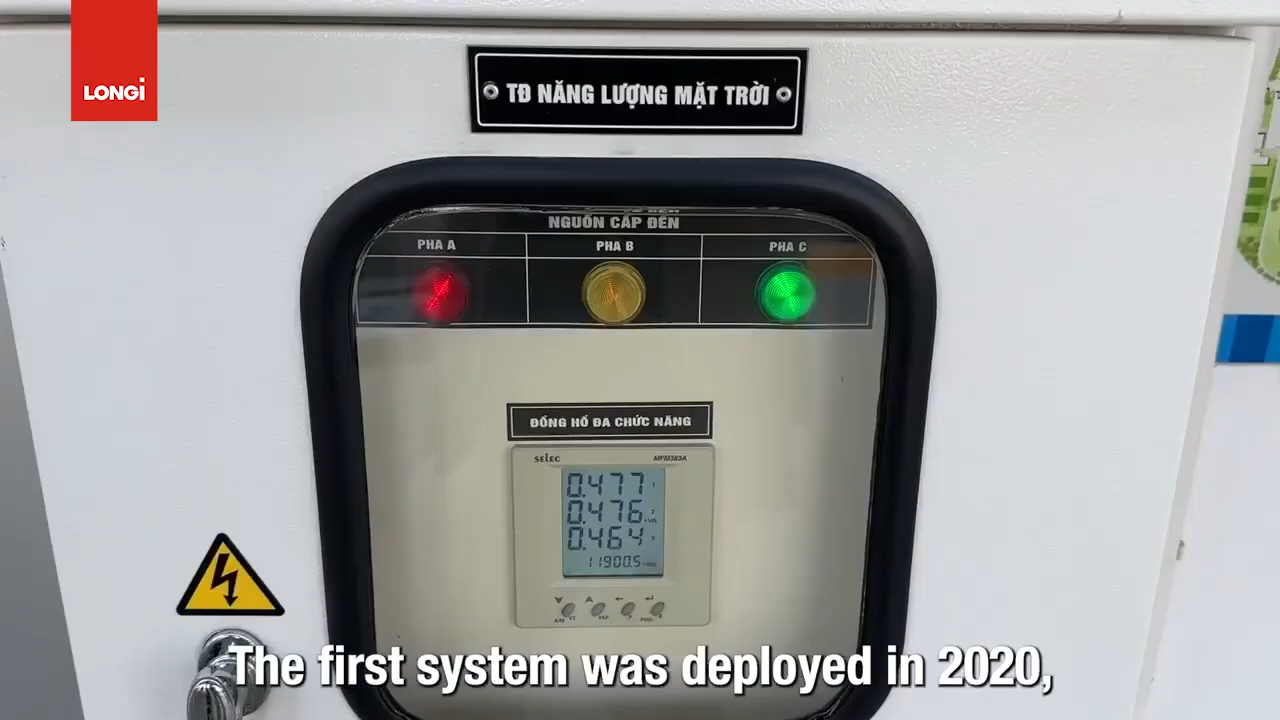 LONGi
TĐ NĂNG LƯỢNG MẶT TRỜI
NGUỒN CẤP ĐẾN
PHA A
PHA B
PHA C
ĐỒNG HỒ ĐA CHỨC NĂNG
SELEC
MFM383A
0.477
0.476
0.464
11900.5
The first system was deployed in 2020,